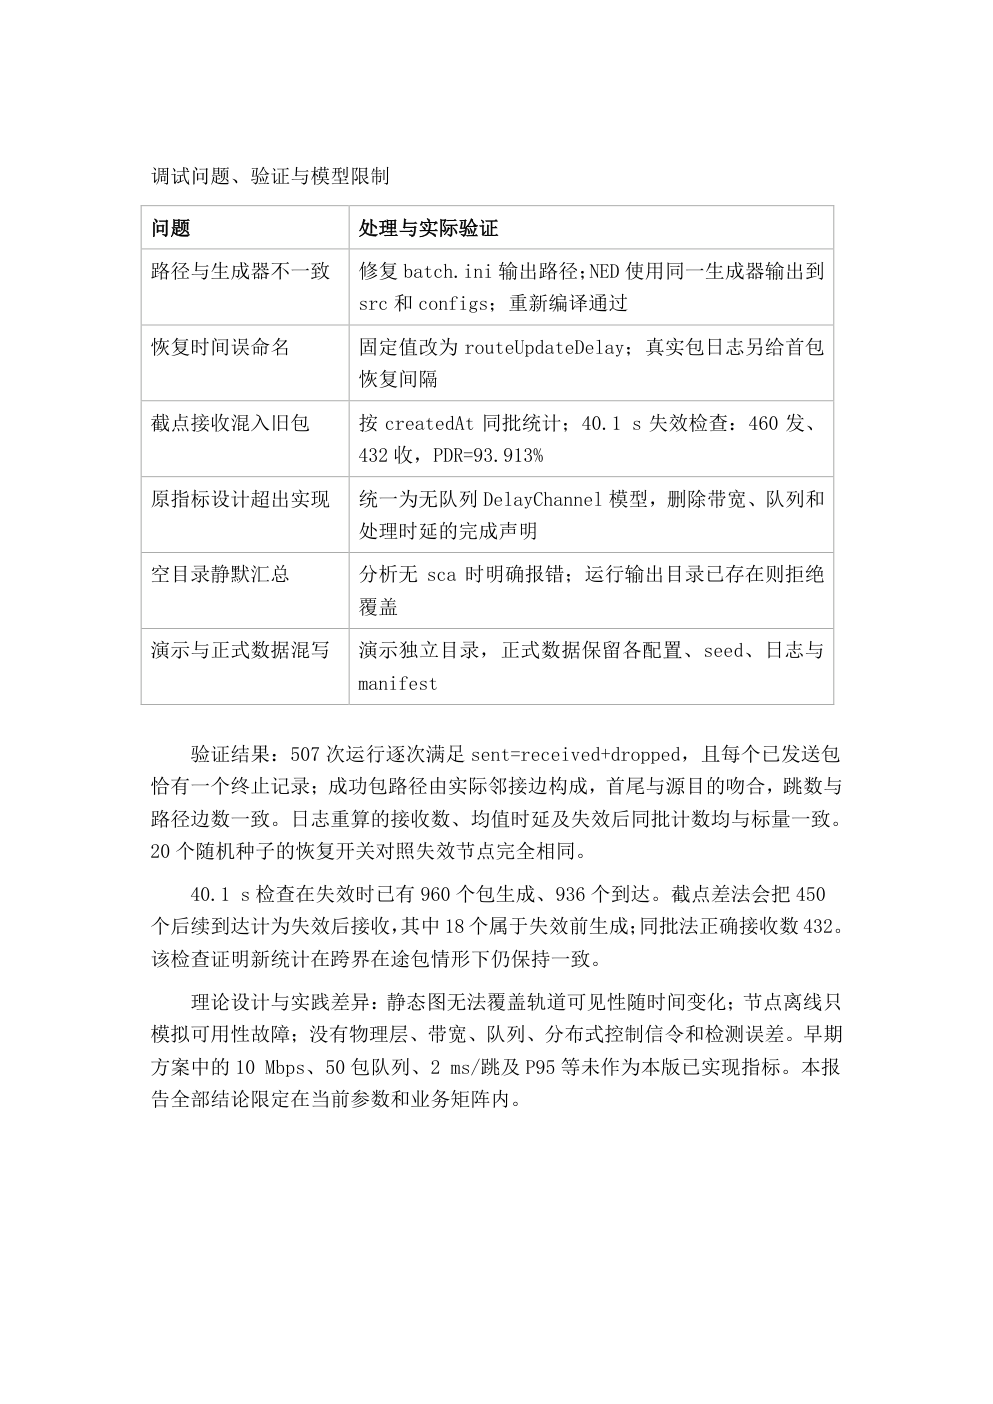 调试问题、验证与模型限制
问题
处理与实际验证
路径与生成器不一致
修复 batch.ini 输出路径;NED 使用同一生成器输出到
src 和 configs；重新编译通过
恢复时间误命名
固定值改为 routeUpdateDelay；真实包日志另给首包
恢复间隔
截点接收混入旧包
按 createdAt 同批统计；40.1 s 失效检查：460 发、
432 收，PDR=93.913%
原指标设计超出实现
统一为无队列 DelayChannel 模型，删除带宽、队列和
处理时延的完成声明
空目录静默汇总
分析无 sca 时明确报错；运行输出目录已存在则拒绝
覆盖
演示与正式数据混写
演示独立目录，正式数据保留各配置、seed、日志与
manifest
验证结果：507 次运行逐次满足 sent=received+dropped，且每个已发送包
恰有一个终止记录；成功包路径由实际邻接边构成，首尾与源目的吻合，跳数与
路径边数一致。日志重算的接收数、均值时延及失效后同批计数均与标量一致。
20 个随机种子的恢复开关对照失效节点完全相同。
40.1 s 检查在失效时已有 960 个包生成、936 个到达。截点差法会把 450
个后续到达计为失效后接收，其中 18 个属于失效前生成；同批法正确接收数 432。
该检查证明新统计在跨界在途包情形下仍保持一致。
理论设计与实践差异：静态图无法覆盖轨道可见性随时间变化；节点离线只
模拟可用性故障；没有物理层、带宽、队列、分布式控制信令和检测误差。早期
方案中的 10 Mbps、50 包队列、2 ms/跳及 P95 等未作为本版已实现指标。本报
告全部结论限定在当前参数和业务矩阵内。